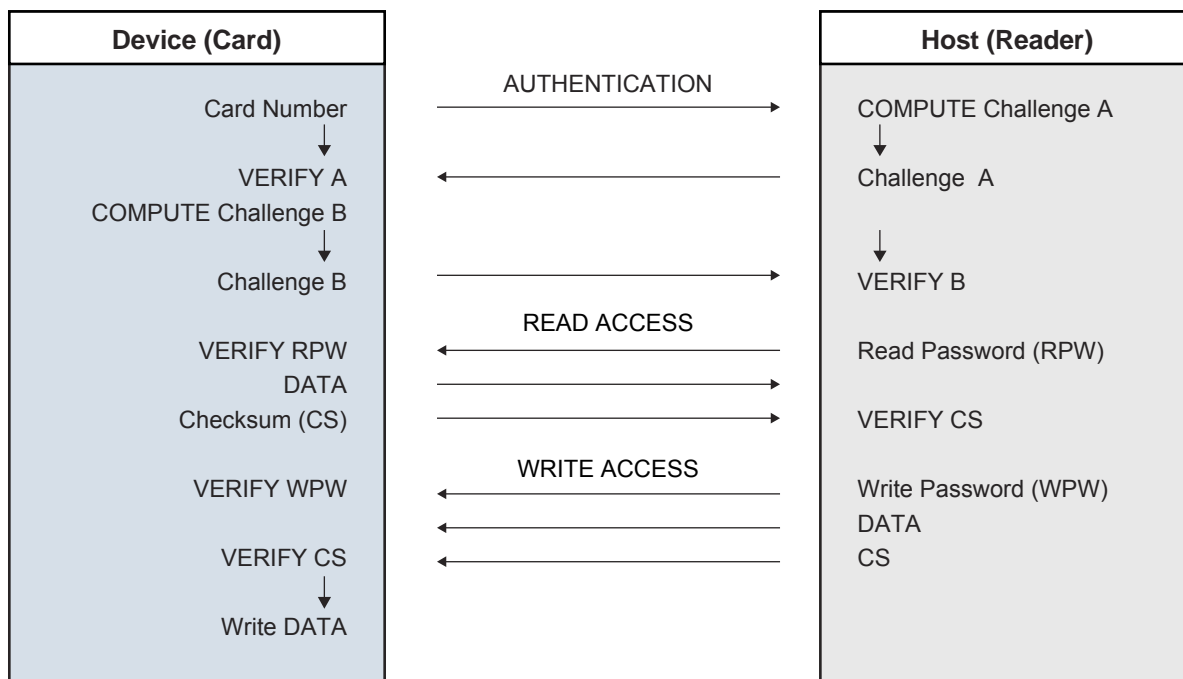 Device (Card)
Host (Reader)
AUTHENTICATION
Card Number
COMPUTE Challenge A
VERIFY A
Challenge A
COMPUTE Challenge B
Challenge B
VERIFY B
READ ACCESS
VERIFY RPW
Read Password (RPW)
DATA
Checksum (CS)
VERIFY CS
WRITE ACCESS
VERIFY WPW
Write Password (WPW)
DATA
VERIFY CS
CS
Write DATA